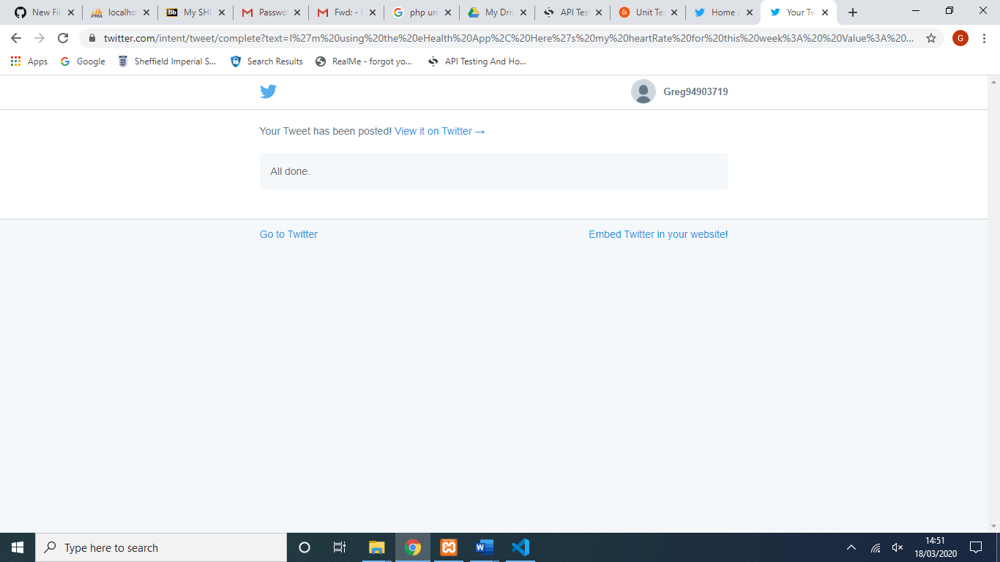 New Fil
localho
My SHU
Passwo
Fwd: - b
php un
My Driv
API Tes
Unit Te
Home /
Your Tw
twitter.com/intent/tweet/complete?text=I%27m%20using%20the%20eHealth%20App%2C%20Here%27s%20my%20heartRate%20for%20this%20week%3A%20%20Value%3A%20...
G
Apps
Google
Sheffield Imperial S...
Search Results
RealMe - forgot yo...
API Testing And Ho...
Greg94903719
Your Tweet has been posted! View it on Twitter →
All done.
Go to Twitter
Embed Twitter in your website!
Type here to search
14:51
18/03/2020